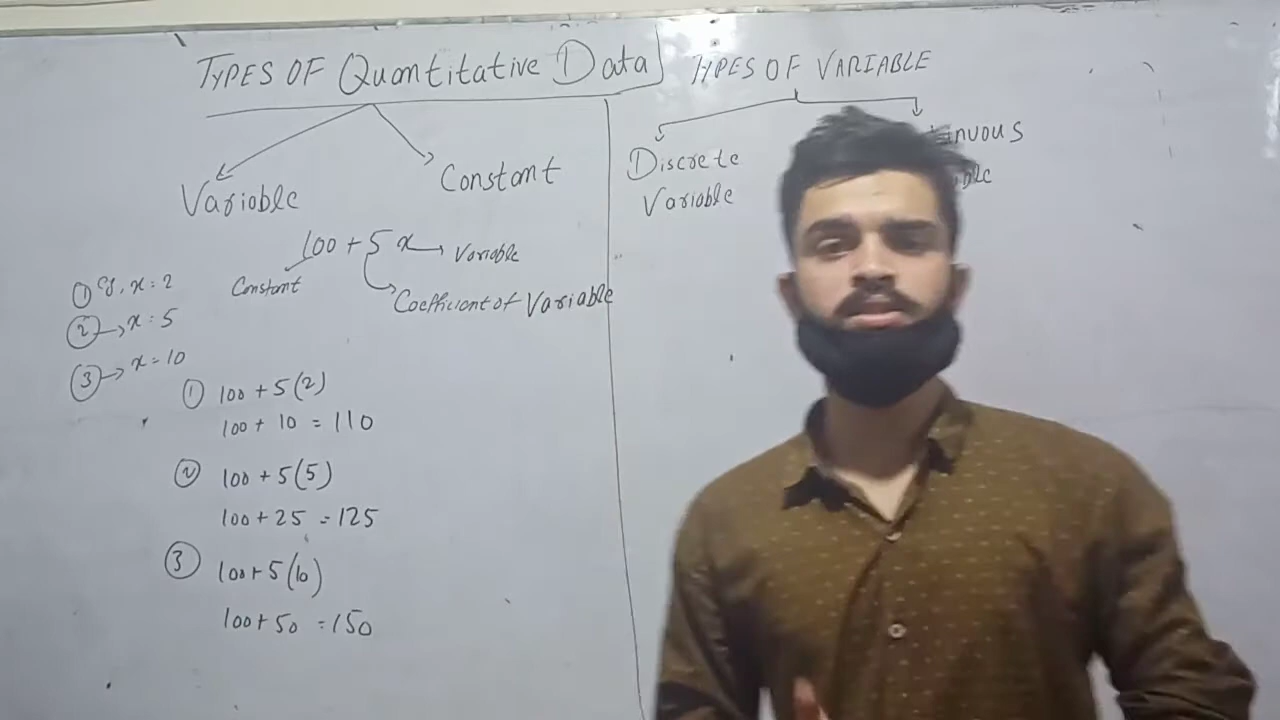 TYPES OF Quantitative Data
Variable
Constant
100 + 5 x → Variable
Constant
Coefficient of Variable
① If, x = 2
② → x = 5
③ → x = 10
① 100 + 5(2)
100 + 10 = 110
② 100 + 5(5)
100 + 25 = 125
③ 100 + 5(10)
100 + 50 = 150
TYPES OF VARIABLE
Discrete
Variable